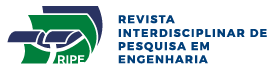 RIPE
REVISTA
INTERDISCIPLINAR DE
PESQUISA EM
ENGENHARIA